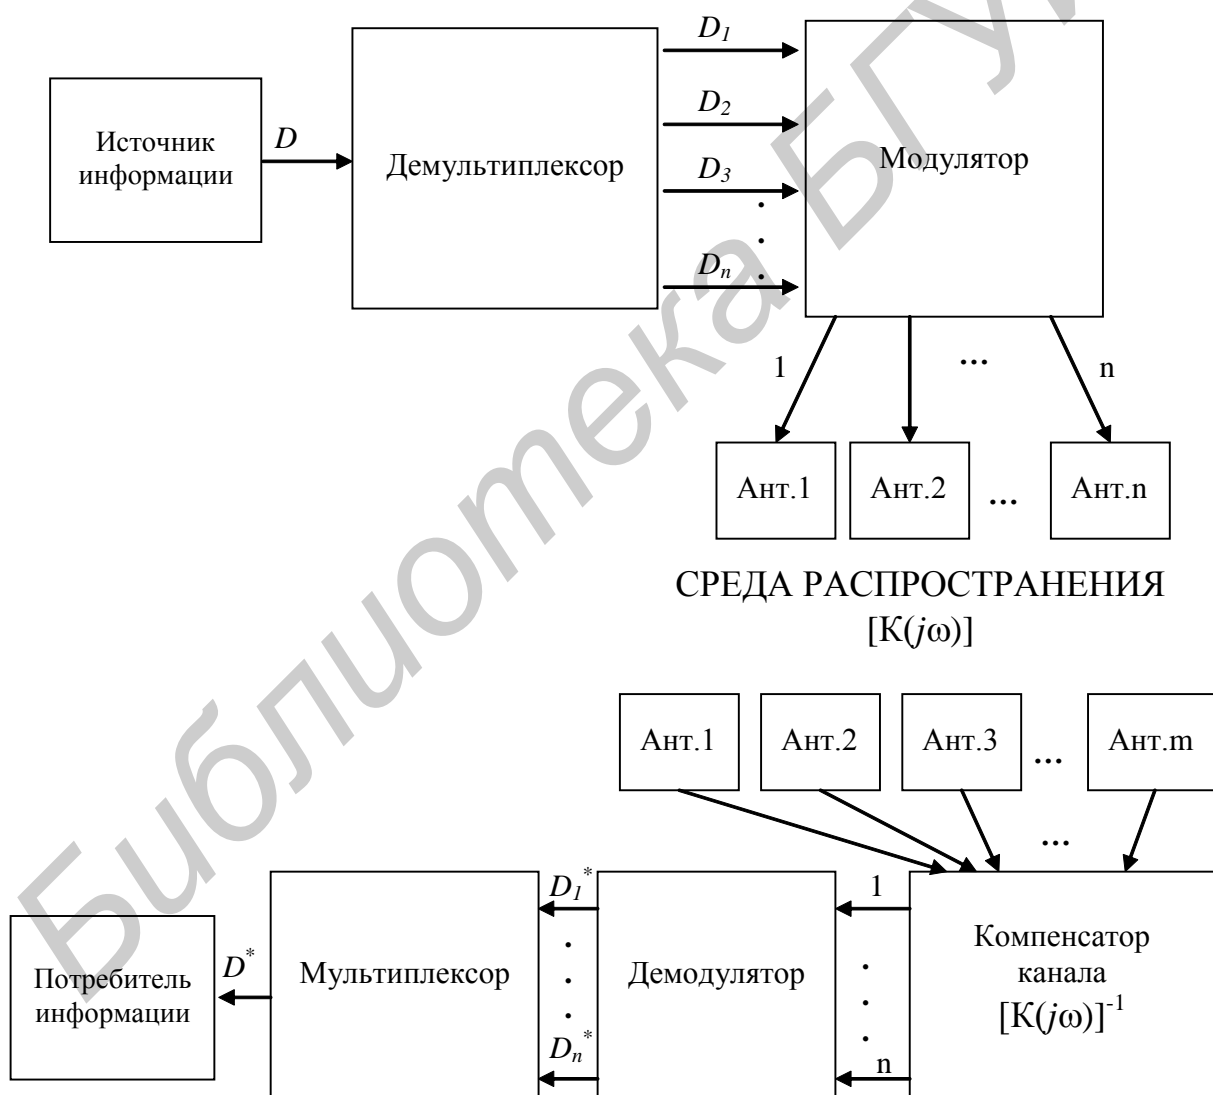 Источник
информации
D
Демультиплексор
D₁
D₂
D₃
.
.
.
Dₙ
Модулятор
1
...
n
Ант.1
Ант.2
...
Ант.n
СРЕДА РАСПРОСТРАНЕНИЯ
[К(jω)]
Ант.1
Ант.2
Ант.3
...
Ант.m
...
Компенсатор
канала
[К(jω)]⁻¹
1
.
.
.
n
Демодулятор
D₁*
.
.
.
Dₙ*
Мультиплексор
D*
Потребитель
информации
Библиотека БГУ